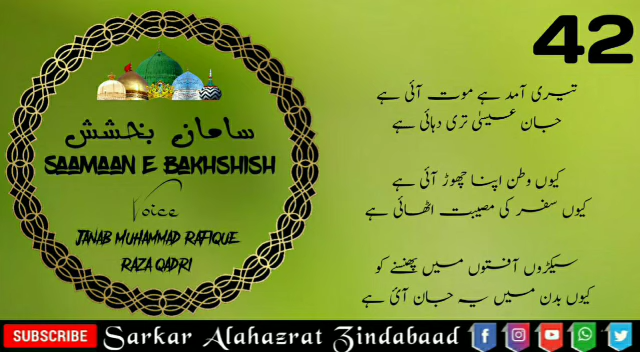 42
سامان بخشش
SAAMAAN E BAKHSHISH
Voice
JANAB MUHAMMAD RAFIQUE
RAZA QADRI
تیری آمد ہے موت آئی ہے
جان عیسیٰ تری دہائی ہے
کیوں وطن اپنا چھوڑ آئی ہے
کیوں سفر کی مصیبت اٹھائی ہے
سیکڑوں آفتوں میں پھنسنے کو
کیوں بدن میں یہ جان آئ ہے
SUBSCRIBE Sarkar Alahazrat Zindabaad